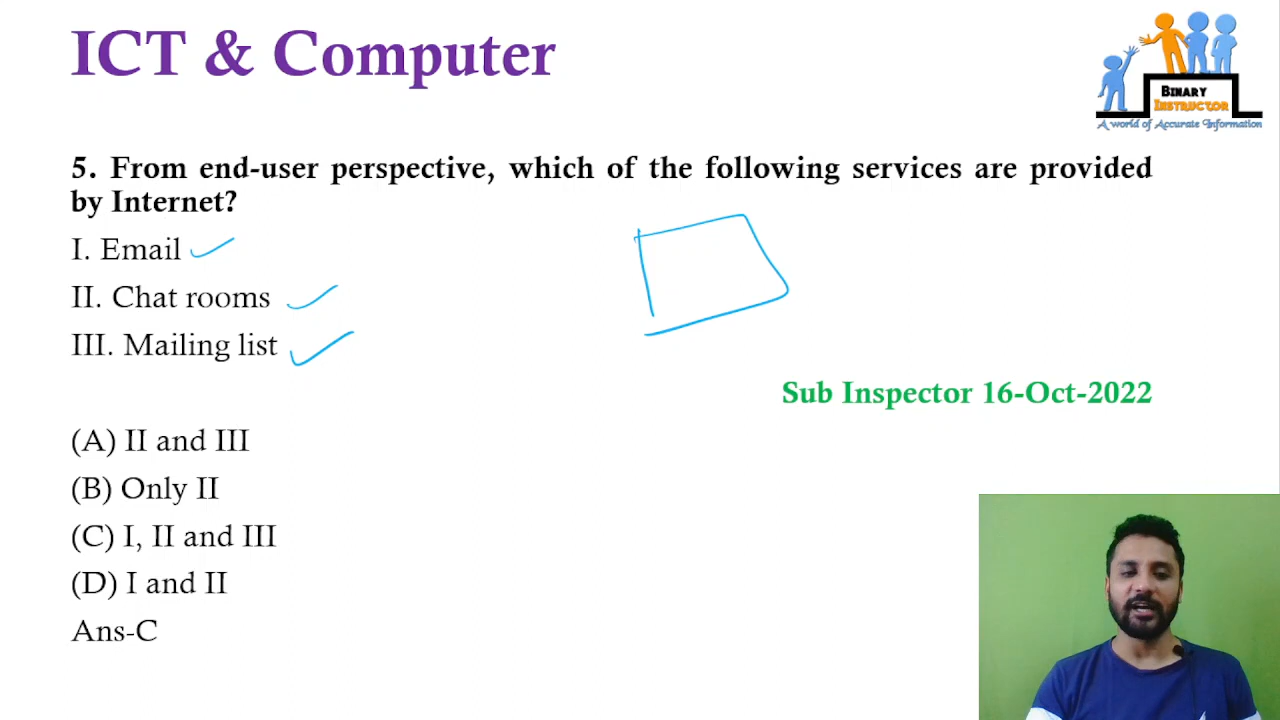 ICT & Computer
BINARY
INSTRUCTOR
A world of Accurate Information
5. From end-user perspective, which of the following services are provided
by Internet?
I. Email
II. Chat rooms
III. Mailing list
Sub Inspector 16-Oct-2022
(A) II and III
(B) Only II
(C) I, II and III
(D) I and II
Ans-C